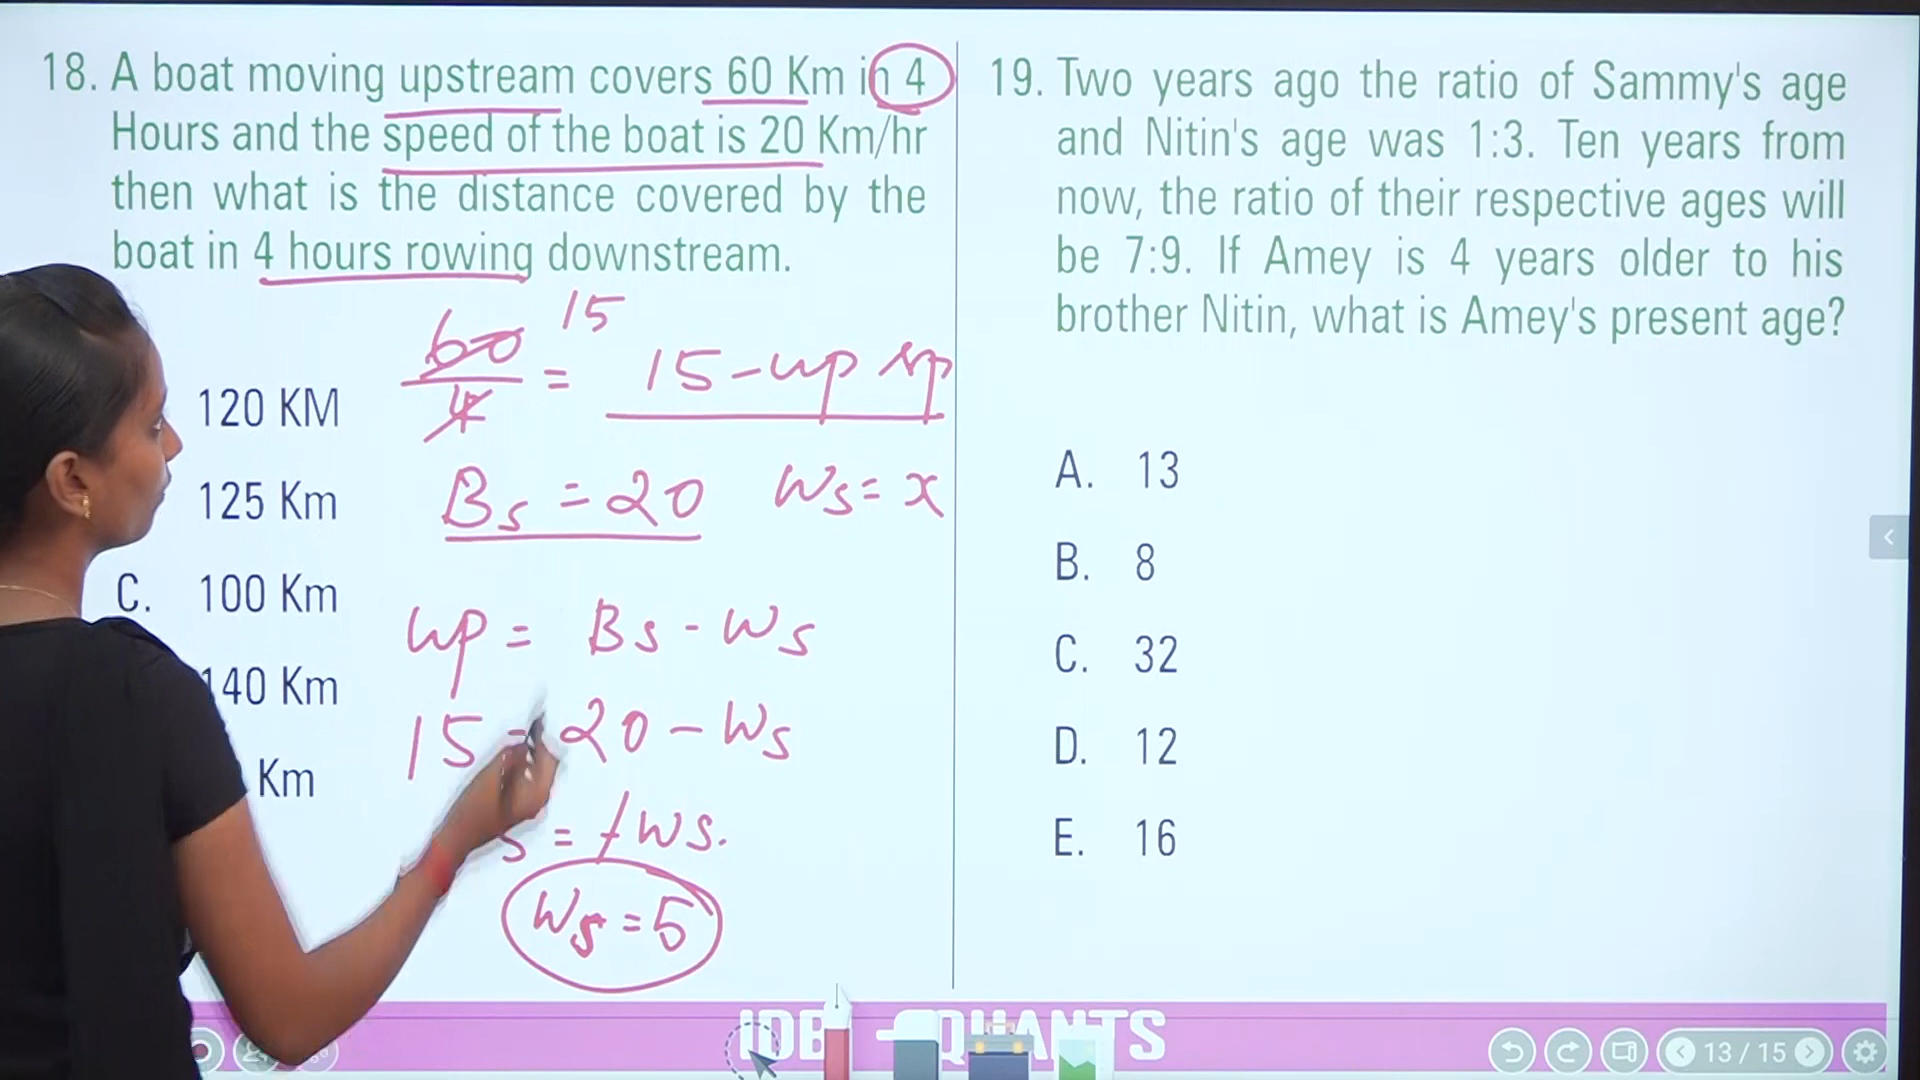 18. A boat moving upstream covers 60 Km in 4
Hours and the speed of the boat is 20 Km/hr
then what is the distance covered by the
boat in 4 hours rowing downstream.
60/4 = 15
15 - up sp
120 KM
Bs = 20 Ws = x
125 Km
C. 100 Km
up = Bs - Ws
140 Km
15 = 20 - Ws
Km
5 = +Ws.
Ws = 5
19. Two years ago the ratio of Sammy's age
and Nitin's age was 1:3. Ten years from
now, the ratio of their respective ages will
be 7:9. If Amey is 4 years older to his
brother Nitin, what is Amey's present age?
A. 13
B. 8
C. 32
D. 12
E. 16
QUANTS
13 / 15